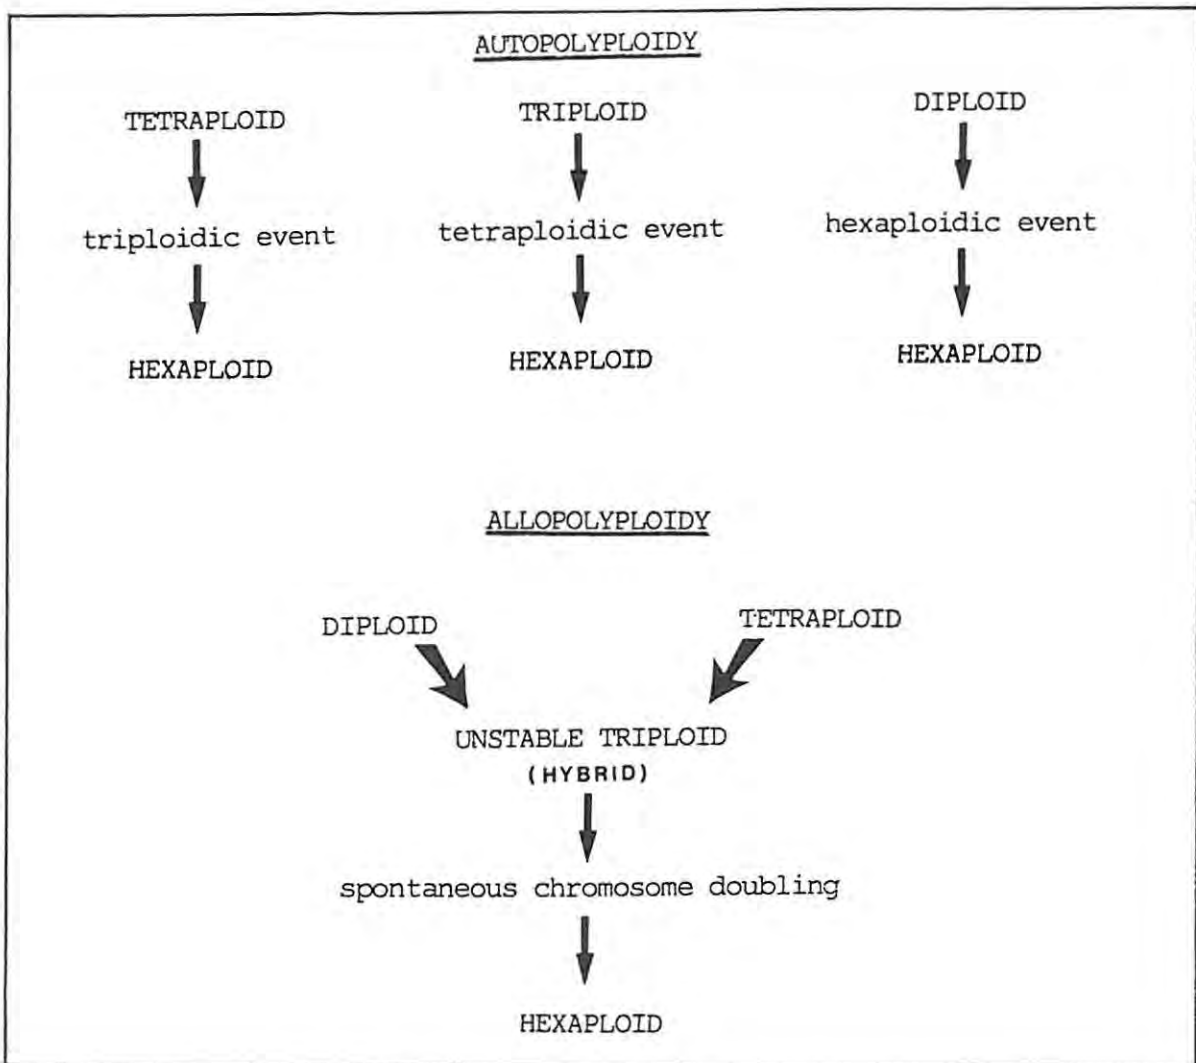 AUTOPOLYPLOIDY
TETRAPLOID TRIPLOID DIPLOID
triploidic event tetraploidic event hexaploidic event
HEXAPLOID HEXAPLOID HEXAPLOID
ALLOPOLYPLOIDY
DIPLOID TETRAPLOID
UNSTABLE TRIPLOID
(HYBRID)
spontaneous chromosome doubling
HEXAPLOID